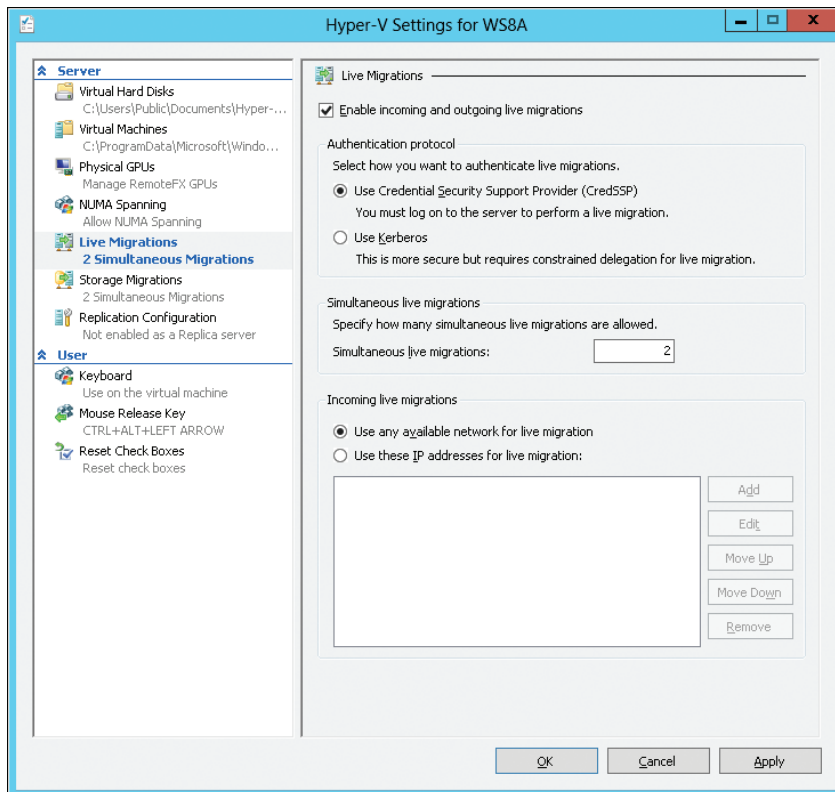 Hyper-V Settings for WS8A
Server
Virtual Hard Disks
C:\Users\Public\Documents\Hyper-...
Virtual Machines
C:\ProgramData\Microsoft\Windo...
Physical GPUs
Manage RemoteFX GPUs
NUMA Spanning
Allow NUMA Spanning
Live Migrations
2 Simultaneous Migrations
Storage Migrations
2 Simultaneous Migrations
Replication Configuration
Not enabled as a Replica server
User
Keyboard
Use on the virtual machine
Mouse Release Key
CTRL+ALT+LEFT ARROW
Reset Check Boxes
Reset check boxes
Live Migrations
Enable incoming and outgoing live migrations
Authentication protocol
Select how you want to authenticate live migrations.
Use Credential Security Support Provider (CredSSP)
You must log on to the server to perform a live migration.
Use Kerberos
This is more secure but requires constrained delegation for live migration.
Simultaneous live migrations
Specify how many simultaneous live migrations are allowed.
Simultaneous live migrations: 2
Incoming live migrations
Use any available network for live migration
Use these IP addresses for live migration:
Add
Edit
Move Up
Move Down
Remove
OK Cancel Apply